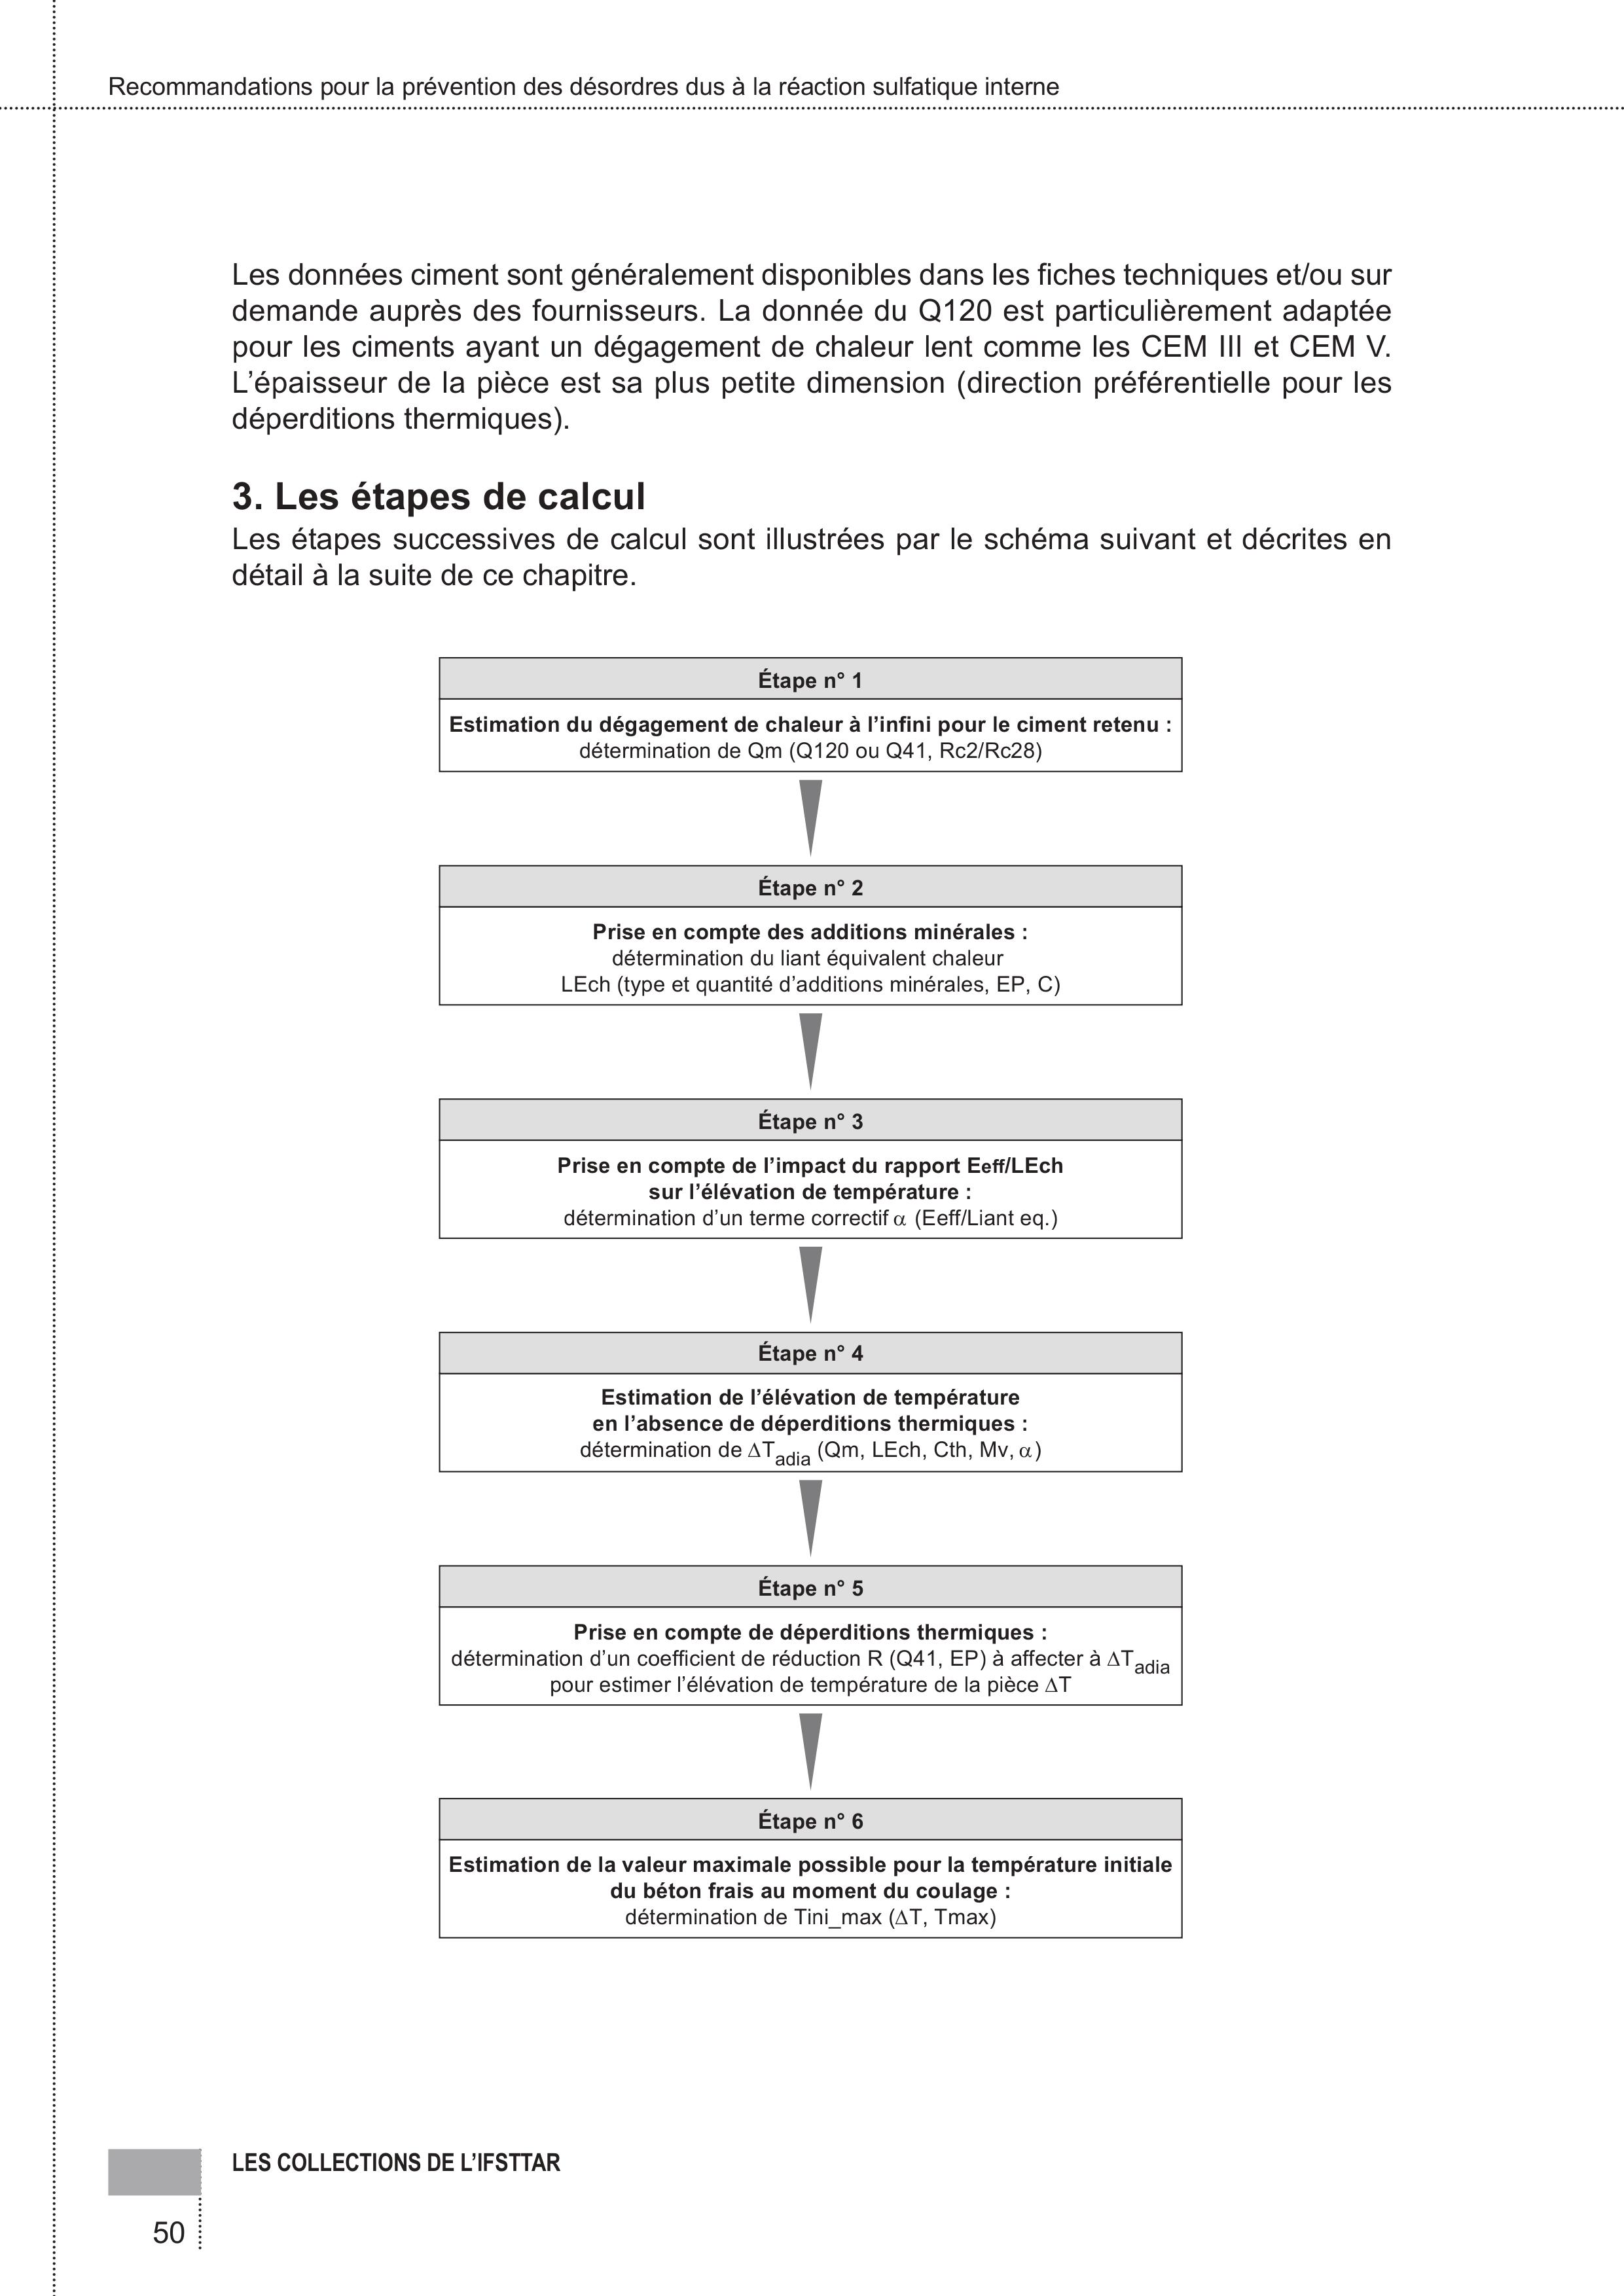 Recommandations pour la prévention des désordres dus à la réaction sulfatique interne
Les données ciment sont généralement disponibles dans les fiches techniques et/ou sur
demande auprès des fournisseurs. La donnée du Q120 est particulièrement adaptée
pour les ciments ayant un dégagement de chaleur lent comme les CEM III et CEM V.
L’épaisseur de la pièce est sa plus petite dimension (direction préférentielle pour les
déperditions thermiques).
3. Les étapes de calcul
Les étapes successives de calcul sont illustrées par le schéma suivant et décrites en
détail à la suite de ce chapitre.
Étape n° 1
Estimation du dégagement de chaleur à l’infini pour le ciment retenu :
détermination de Qm (Q120 ou Q41, Rc2/Rc28)
Étape n° 2
Prise en compte des additions minérales :
détermination du liant équivalent chaleur
LEch (type et quantité d’additions minérales, EP, C)
Étape n° 3
Prise en compte de l’impact du rapport Eeff/LEch
sur l’élévation de température :
détermination d’un terme correctif α (Eeff/Liant eq.)
Étape n° 4
Estimation de l’élévation de température
en l’absence de déperditions thermiques :
détermination de ∆Tadia (Qm, LEch, Cth, Mv, α)
Étape n° 5
Prise en compte de déperditions thermiques :
détermination d’un coefficient de réduction R (Q41, EP) à affecter à ∆Tadia
pour estimer l’élévation de température de la pièce ∆T
Étape n° 6
Estimation de la valeur maximale possible pour la température initiale
du béton frais au moment du coulage :
détermination de Tini_max (∆T, Tmax)
LES COLLECTIONS DE L’IFSTTAR
50